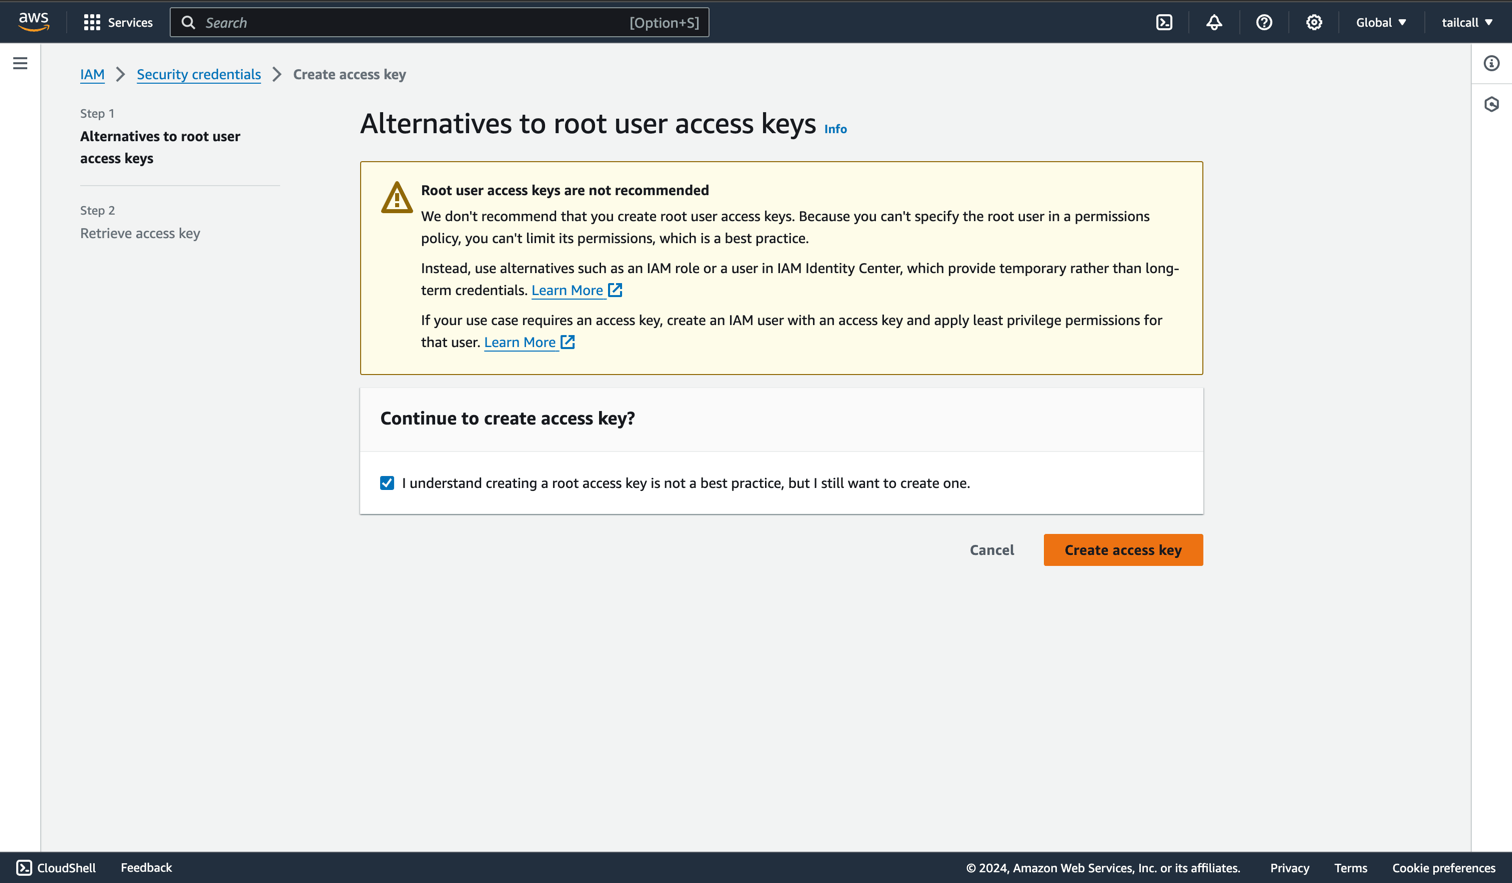 aws Services Search [Option+S] Global tailcall
IAM Security credentials Create access key
Step 1
Alternatives to root user
access keys
Step 2
Retrieve access key
Alternatives to root user access keys Info
Root user access keys are not recommended
We don't recommend that you create root user access keys. Because you can't specify the root user in a permissions
policy, you can't limit its permissions, which is a best practice.
Instead, use alternatives such as an IAM role or a user in IAM Identity Center, which provide temporary rather than long-
term credentials. Learn More
If your use case requires an access key, create an IAM user with an access key and apply least privilege permissions for
that user. Learn More
Continue to create access key?
I understand creating a root access key is not a best practice, but I still want to create one.
Cancel Create access key
CloudShell Feedback © 2024, Amazon Web Services, Inc. or its affiliates. Privacy Terms Cookie preferences